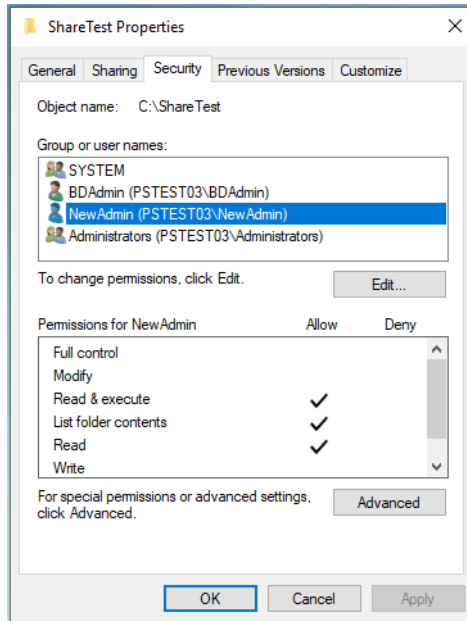 ShareTest Properties
General Sharing Security Previous Versions Customize
Object name: C:\ShareTest
Group or user names:
SYSTEM
BDAdmin (PSTEST03\BDAdmin)
NewAdmin (PSTEST03\NewAdmin)
Administrators (PSTEST03\Administrators)
To change permissions, click Edit.
Edit...
Permissions for NewAdmin Allow Deny
Full control
Modify
Read & execute
List folder contents
Read
Write
For special permissions or advanced settings,
click Advanced.
Advanced
OK Cancel Apply